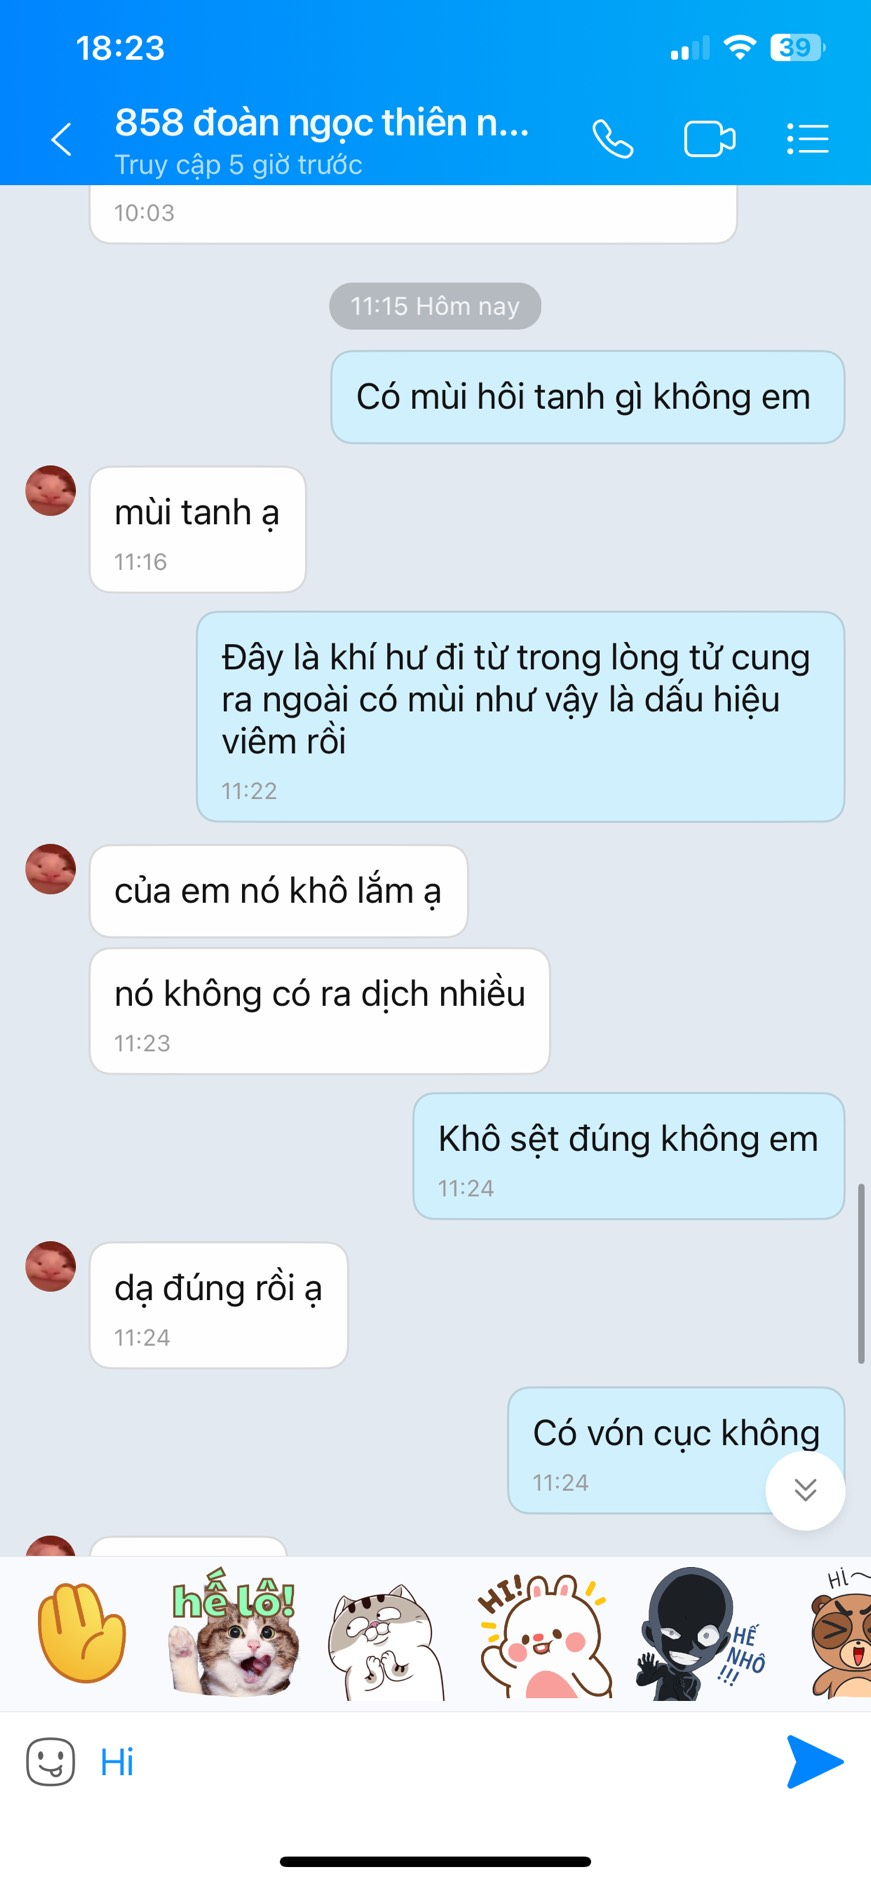 18:23
39
858 đoàn ngọc thiên n...
Truy cập 5 giờ trước
10:03
11:15 Hôm nay
Có mùi hôi tanh gì không em
mùi tanh ạ
11:16
Đây là khí hư đi từ trong lòng tử cung
ra ngoài có mùi như vậy là dấu hiệu
viêm rồi
11:22
của em nó khô lắm ạ
nó không có ra dịch nhiều
11:23
Khô sệt đúng không em
11:24
dạ đúng rồi ạ
11:24
Có vón cục không
11:24
hế lô!
HI!
HẾ
NHÔ
!!!
Hi~
Hi